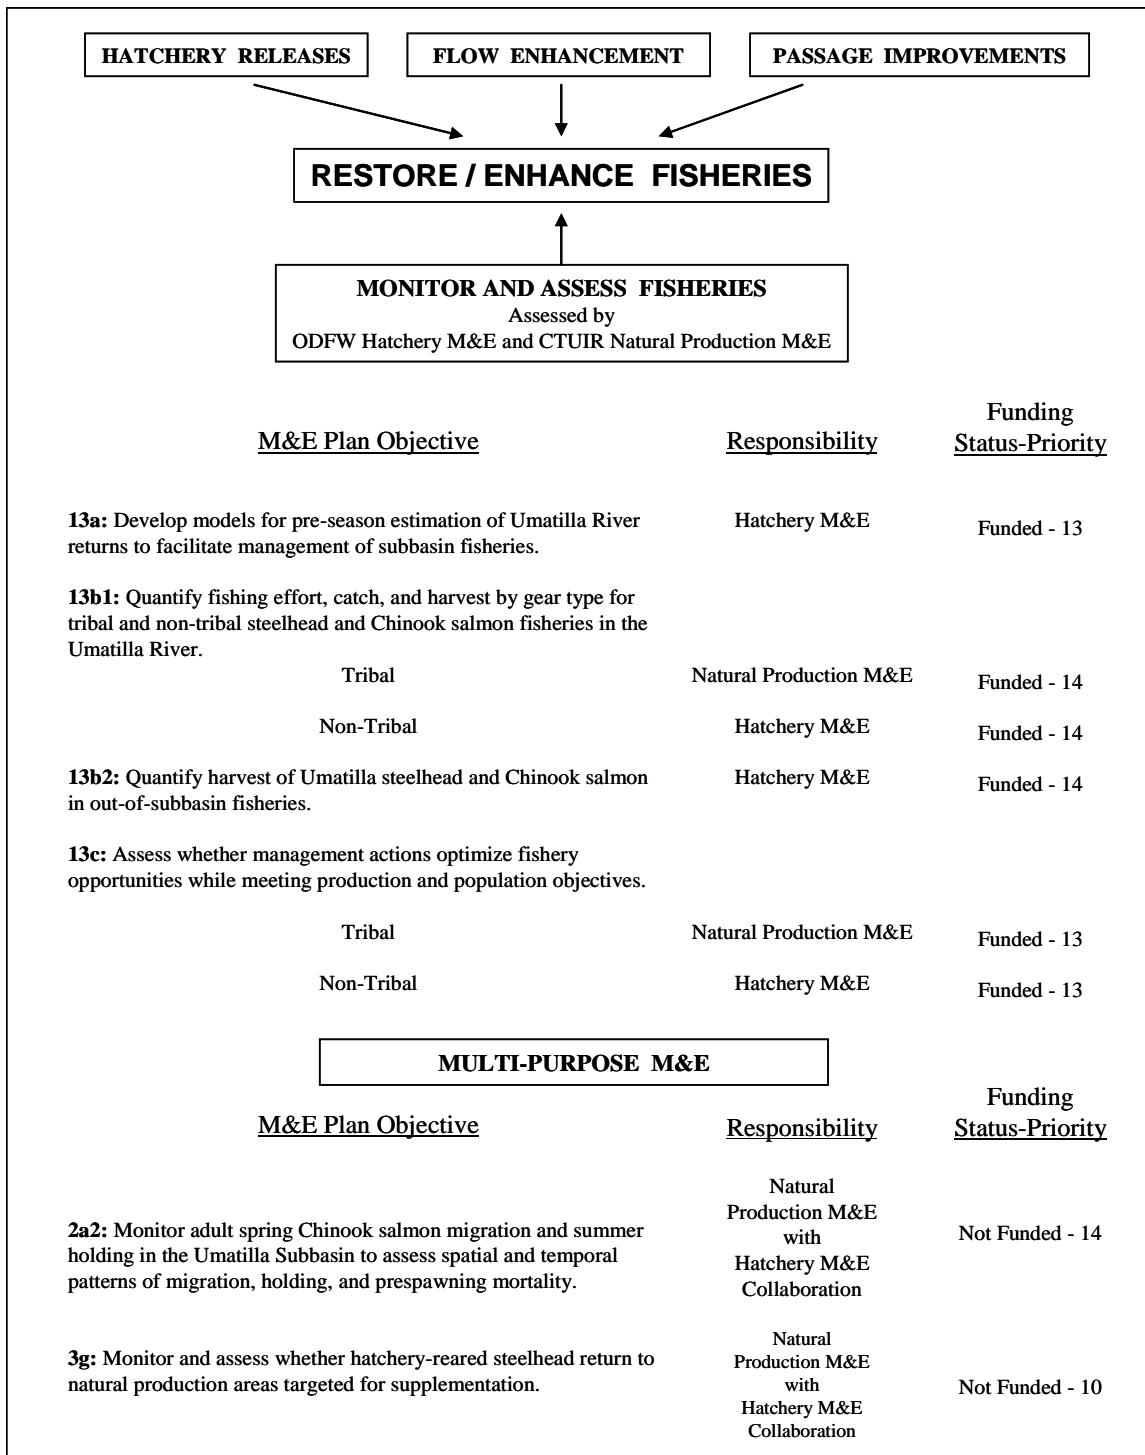 HATCHERY RELEASES
FLOW ENHANCEMENT
PASSAGE IMPROVEMENTS
RESTORE / ENHANCE FISHERIES
MONITOR AND ASSESS FISHERIES
Assessed by
ODFW Hatchery M&E and CTUIR Natural Production M&E
M&E Plan Objective
Responsibility
Funding
Status-Priority
13a: Develop models for pre-season estimation of Umatilla River
returns to facilitate management of subbasin fisheries.
Hatchery M&E
Funded - 13
13b1: Quantify fishing effort, catch, and harvest by gear type for
tribal and non-tribal steelhead and Chinook salmon fisheries in the
Umatilla River.
Tribal
Natural Production M&E
Funded - 14
Non-Tribal
Hatchery M&E
Funded - 14
13b2: Quantify harvest of Umatilla steelhead and Chinook salmon
in out-of-subbasin fisheries.
Hatchery M&E
Funded - 14
13c: Assess whether management actions optimize fishery
opportunities while meeting production and population objectives.
Tribal
Natural Production M&E
Funded - 13
Non-Tribal
Hatchery M&E
Funded - 13
MULTI-PURPOSE M&E
M&E Plan Objective
Responsibility
Funding
Status-Priority
2a2: Monitor adult spring Chinook salmon migration and summer
holding in the Umatilla Subbasin to assess spatial and temporal
patterns of migration, holding, and prespawning mortality.
Natural
Production M&E
with
Hatchery M&E
Collaboration
Not Funded - 14
3g: Monitor and assess whether hatchery-reared steelhead return to
natural production areas targeted for supplementation.
Natural
Production M&E
with
Hatchery M&E
Collaboration
Not Funded - 10